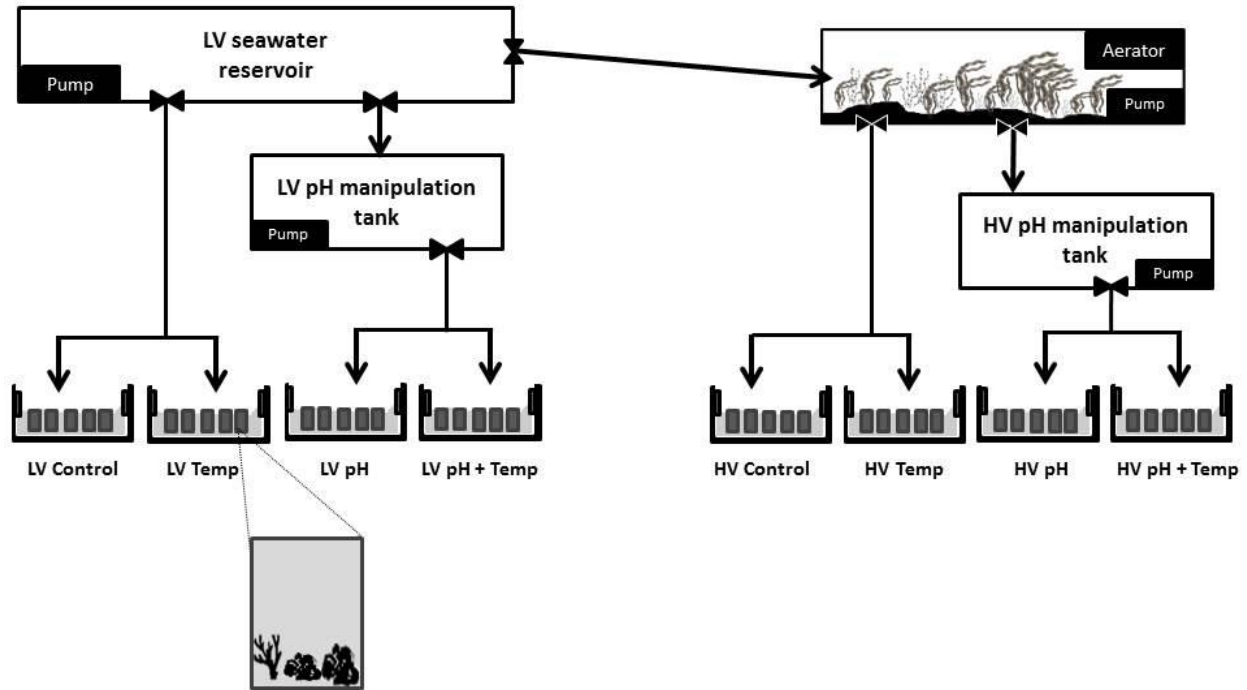 LV seawater
reservoir
Pump
Aerator
Pump
LV pH manipulation
tank
Pump
HV pH manipulation
tank
Pump
LV Control
LV Temp
LV pH
LV pH + Temp
HV Control
HV Temp
HV pH
HV pH + Temp